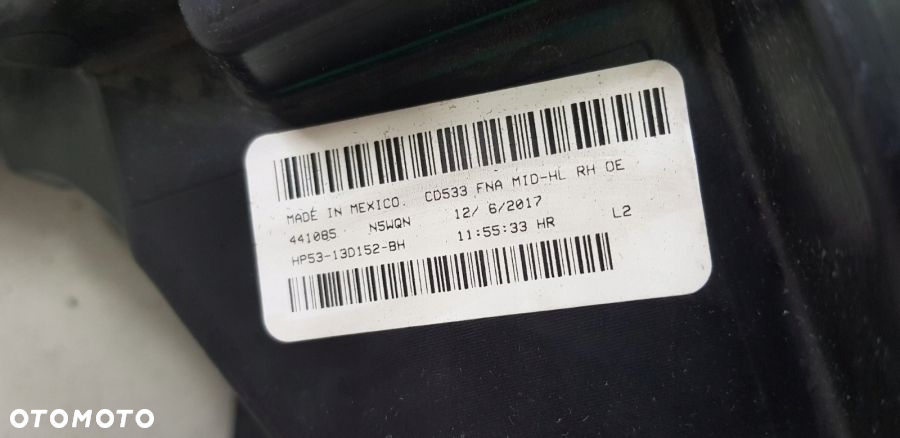 MADE IN MEXICO. CD533 FNA MID-HL RH OE
441085 N5WQN 12/ 6/2017
HP53-13D152-BH 11:55:33 HR L2
OTOMOTO